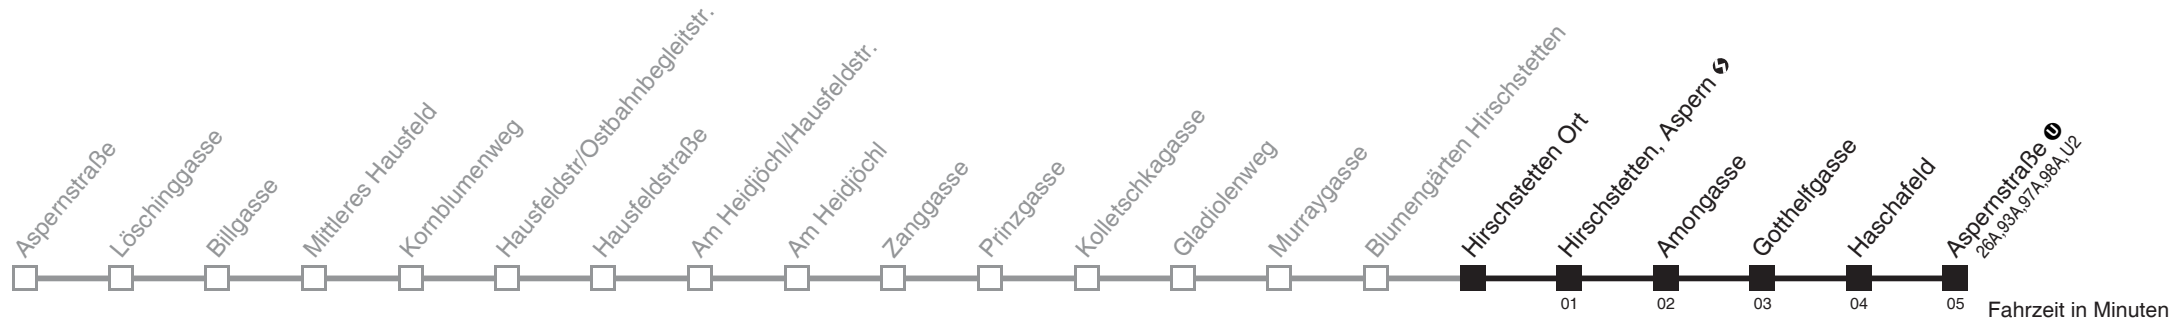 Aspernstraße
Löschinggasse
Billgasse
Mittleres Hausfeld
Kornblumenweg
Hausfeldstr/Ostbahnbegleitstr.
Hausfeldstraße
Am Heidjöchl/Hausfeldstr.
Am Heidjöchl
Zanggasse
Prinzgasse
Kolletschkagasse
Gladiolenweg
Murraygasse
Blumengärten Hirschstetten
Hirschstetten Ort
Hirschstetten, Aspern S
Amongasse
Gotthelfgasse
Haschafeld
Aspernstraße U
26A,93A,97A,98A,U2
01
02
03
04
05
Fahrzeit in Minuten